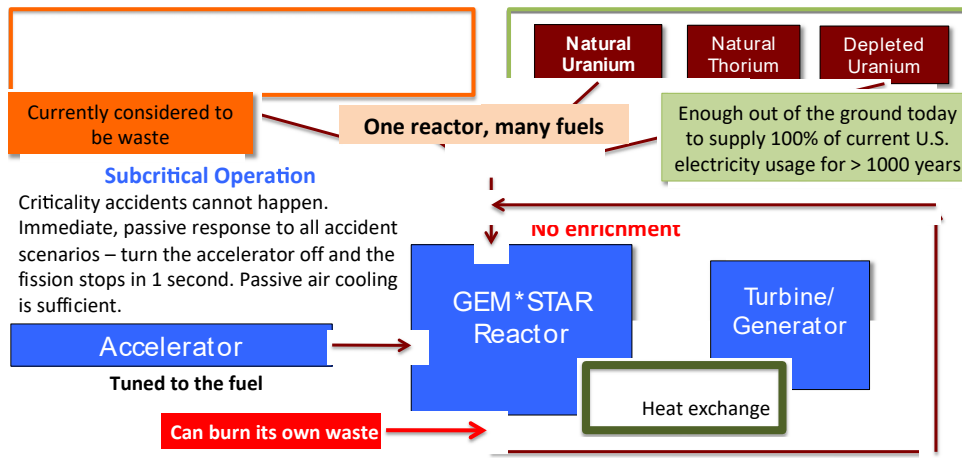 Natural
Uranium
Natural
Thorium
Depleted
Uranium
Currently considered to
be waste
One reactor, many fuels
Enough out of the ground today
to supply 100% of current U.S.
electricity usage for > 1000 years
Subcritical Operation
Criticality accidents cannot happen.
Immediate, passive response to all accident
scenarios – turn the accelerator off and the
fission stops in 1 second. Passive air cooling
is sufficient.
No enrichment
GEM*STAR
Reactor
Turbine/
Generator
Accelerator
Tuned to the fuel
Heat exchange
Can burn its own waste